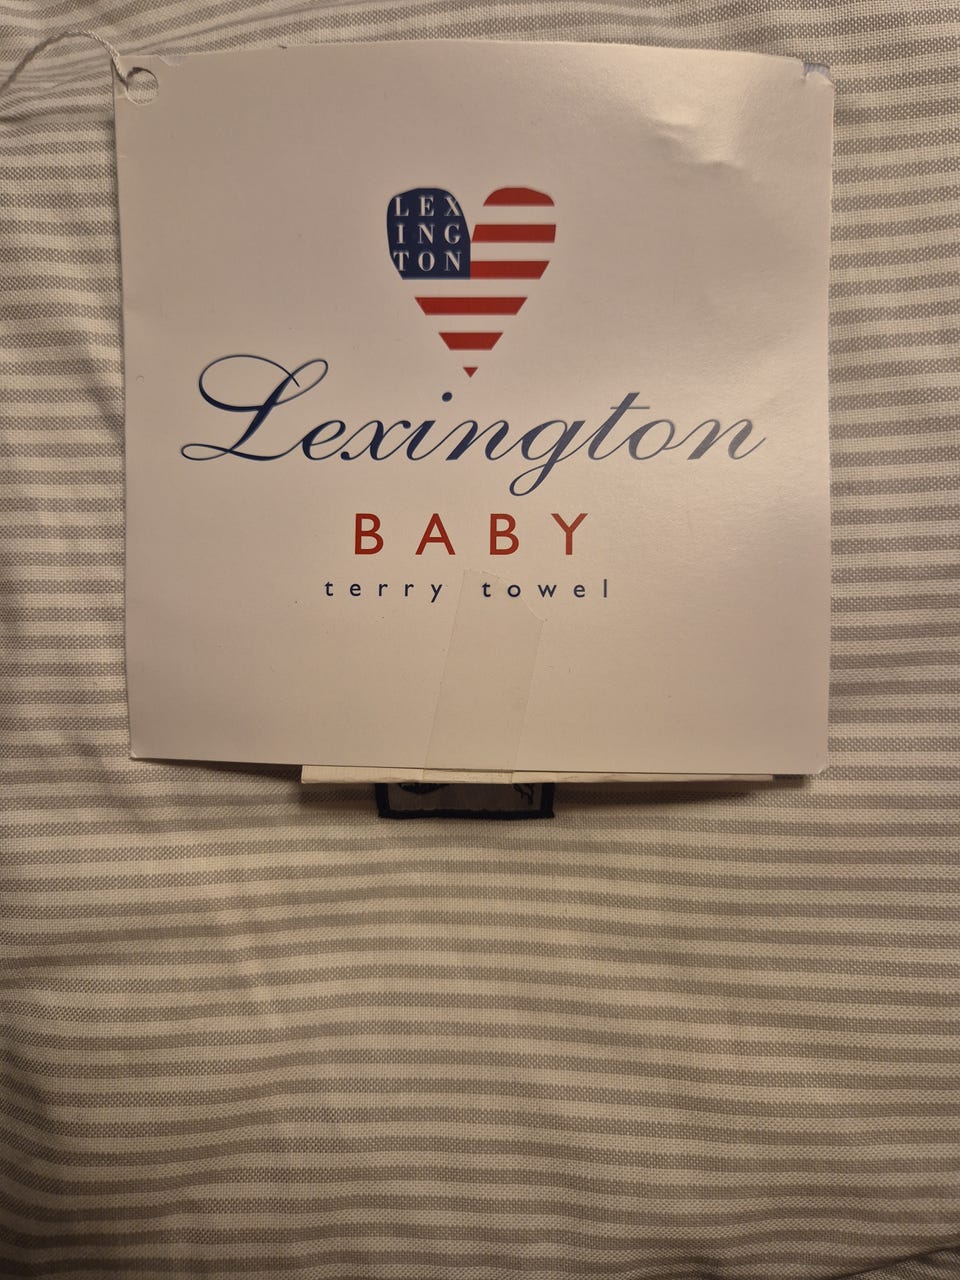 LEX
ING
TON
Lexington
BABY
terry towel